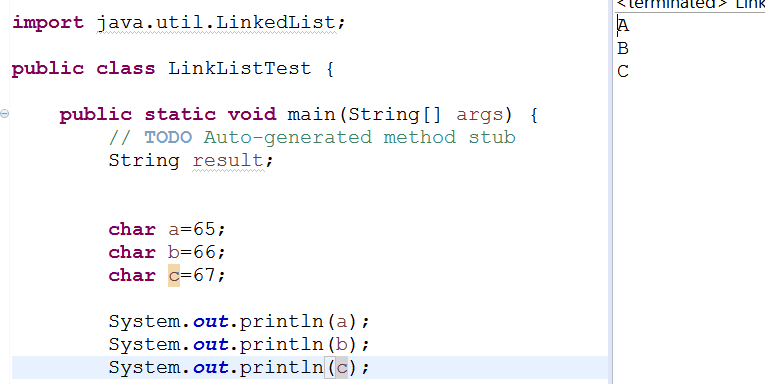 import java.util.LinkedList;
public class LinkListTest {
public static void main(String[] args) {
// TODO Auto-generated method stub
String result;
char a=65;
char b=66;
char c=67;
System.out.println(a);
System.out.println(b);
System.out.println(c);
<terminated> Link
A
B
C